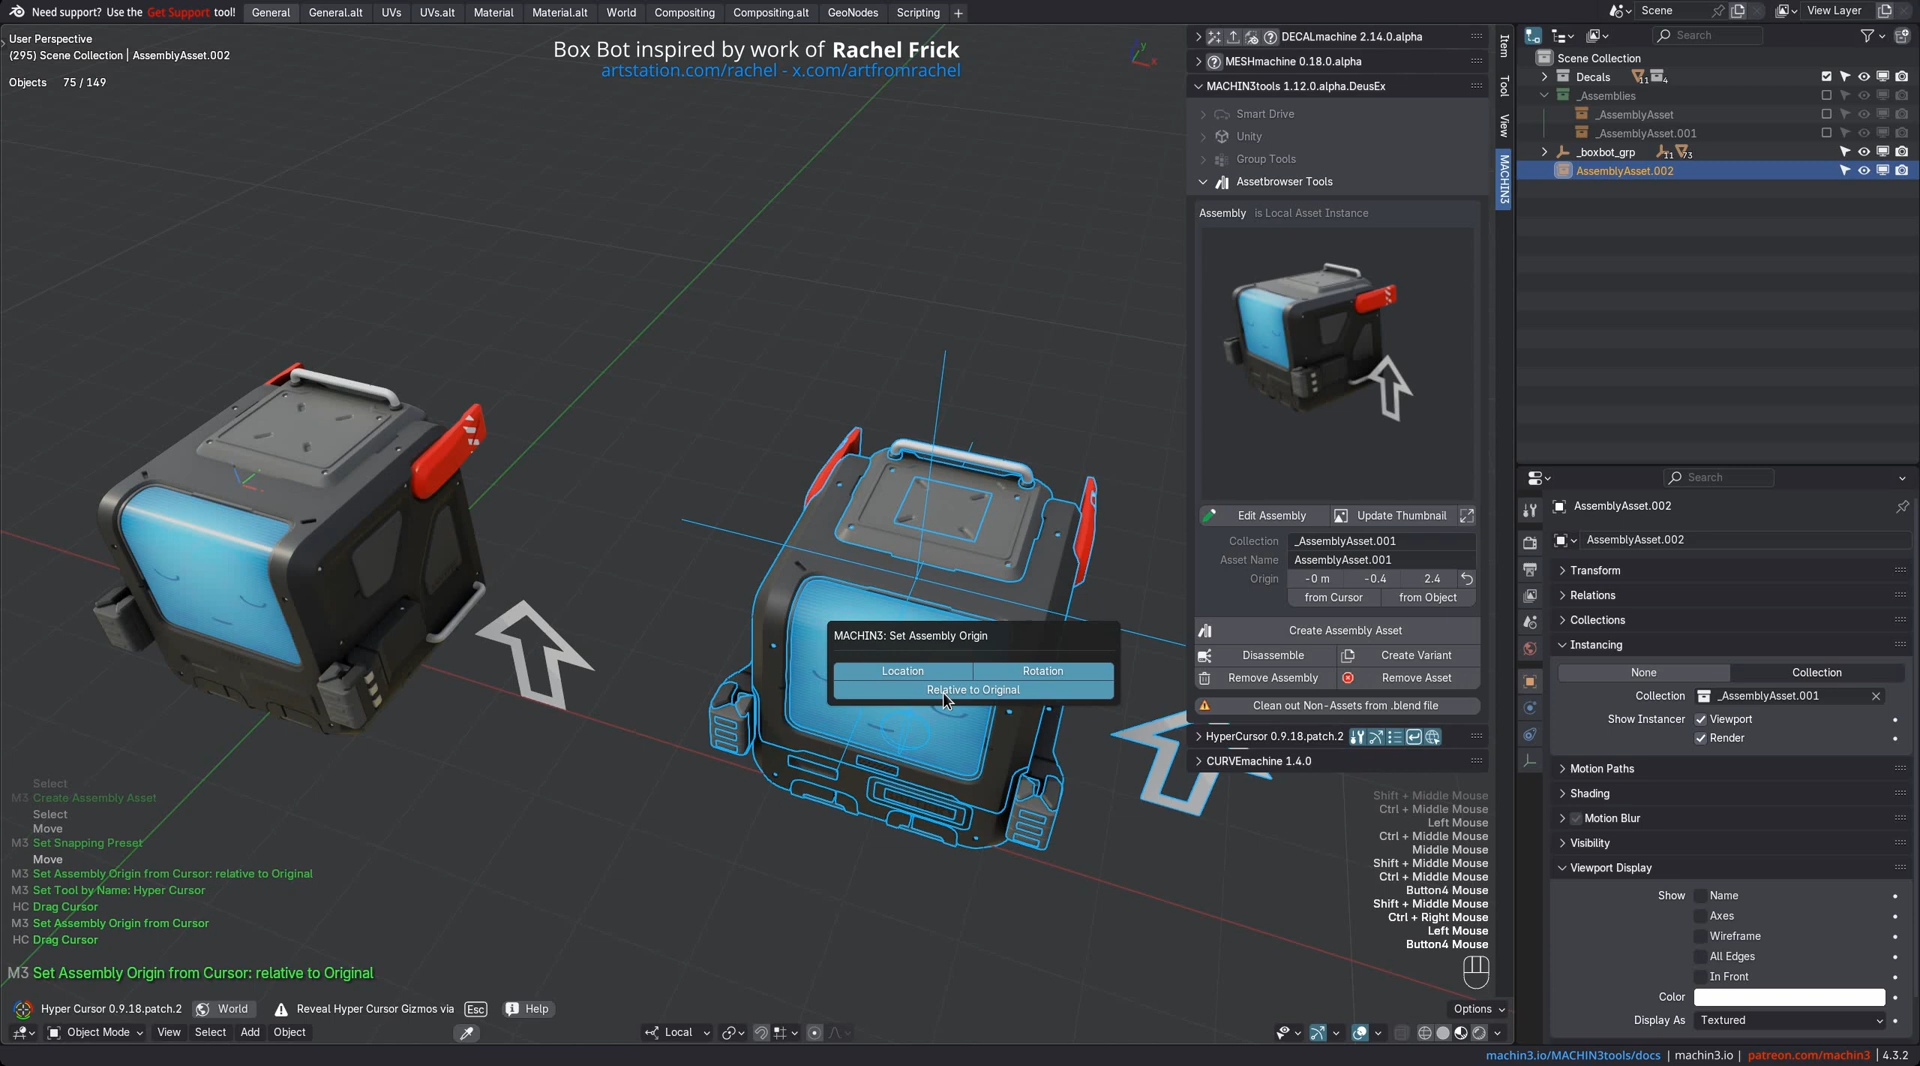 Need support? Use the Get Support tool!
General
General.alt
UVs
UVs.alt
Material
Material.alt
World
Compositing
Compositing.alt
GeoNodes
Scripting
+
Scene
View Layer
User Perspective
(295) Scene Collection | AssemblyAsset.002
Objects 75 / 149
Box Bot inspired by work of Rachel Frick
artstation.com/rachel - x.com/artfromrachel
DECALmachine 2.14.0.alpha
MESHmachine 0.18.0.alpha
MACHIN3tools 1.12.0.alpha.DeusEx
Smart Drive
Unity
Group Tools
Assetbrowser Tools
Assembly is Local Asset Instance
Edit Assembly
Update Thumbnail
Collection _AssemblyAsset.001
Asset Name AssemblyAsset.001
Origin -0 m -0.4 2.4
from Cursor from Object
Create Assembly Asset
Disassemble Create Variant
Remove Assembly Remove Asset
Clean out Non-Assets from .blend file
HyperCursor 0.9.18.patch.2
CURVEmachine 1.4.0
Item
Tool
View
MACHIN3
MACHIN3: Set Assembly Origin
Location Rotation
Relative to Original
Select
M3 Create Assembly Asset
Select
Move
M3 Set Snapping Preset
Move
M3 Set Assembly Origin from Cursor: relative to Original
M3 Set Tool by Name: Hyper Cursor
HC Drag Cursor
M3 Set Assembly Origin from Cursor
HC Drag Cursor
M3 Set Assembly Origin from Cursor: relative to Original
Shift + Middle Mouse
Ctrl + Middle Mouse
Left Mouse
Ctrl + Middle Mouse
Middle Mouse
Shift + Middle Mouse
Ctrl + Middle Mouse
Button4 Mouse
Shift + Middle Mouse
Ctrl + Right Mouse
Left Mouse
Button4 Mouse
Hyper Cursor 0.9.18.patch.2
World
Reveal Hyper Cursor Gizmos via Esc
Help
Options
Object Mode
View
Select
Add
Object
Local
Search
Scene Collection
Decals 11 4
_Assemblies
_AssemblyAsset
_AssemblyAsset.001
_boxbot_grp 11 73
AssemblyAsset.002
Search
AssemblyAsset.002
AssemblyAsset.002
Transform
Relations
Collections
Instancing
None Collection
Collection _AssemblyAsset.001
Show Instancer Viewport
Render
Motion Paths
Shading
Motion Blur
Visibility
Viewport Display
Show Name
Axes
Wireframe
All Edges
In Front
Color
Display As Textured
machin3.io/MACHIN3tools/docs | machin3.io | patreon.com/machin3 | 4.3.2